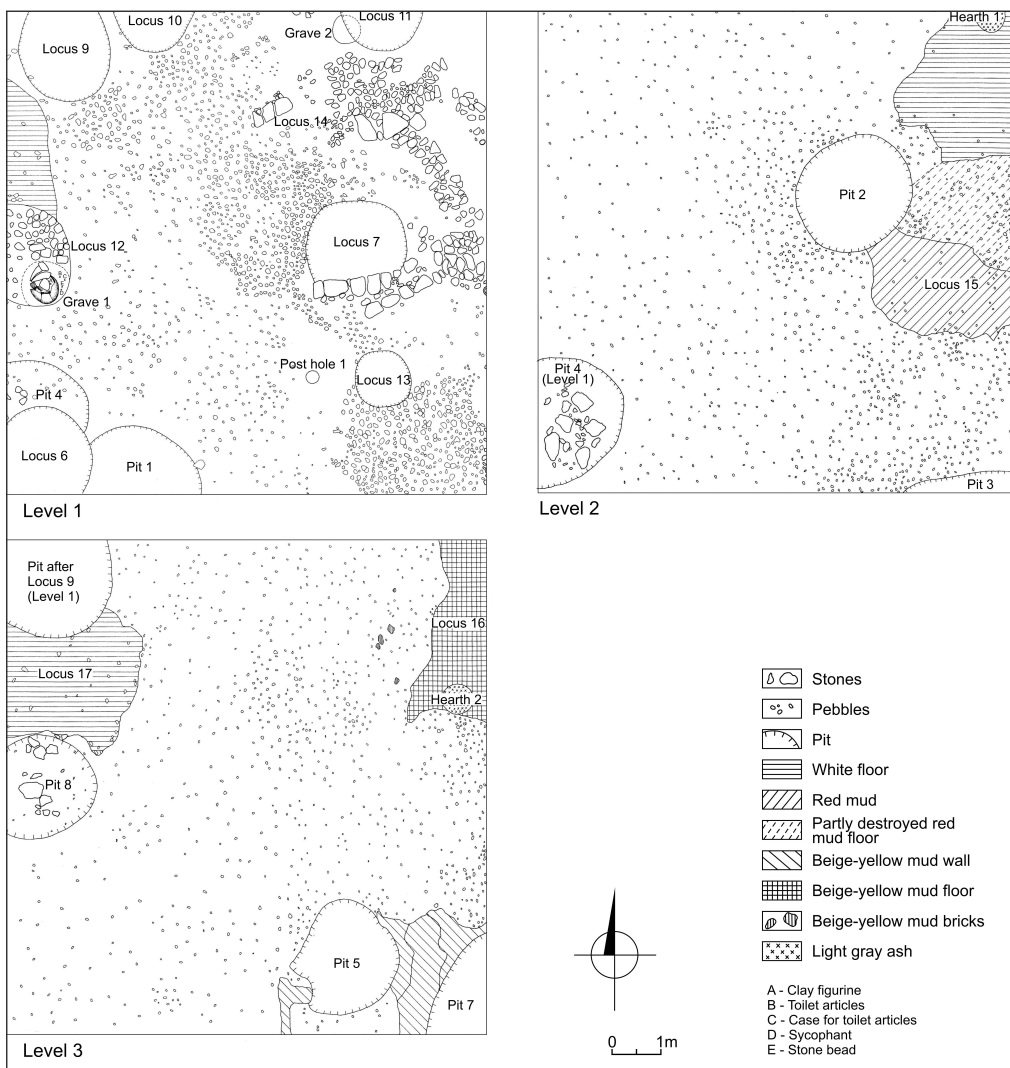 Locus 9
Locus 10
Grave 2
Locus 11
Locus 14
Locus 7
Locus 12
Grave 1
Post hole 1
Locus 13
Pit 4
Locus 6
Pit 1
Level 1
Hearth 1
Pit 2
Locus 15
Pit 4
(Level 1)
Pit 3
Level 2
Pit after
Locus 9
(Level 1)
Locus 17
Pit 8
Locus 16
Hearth 2
Pit 5
Pit 7
Level 3
Stones
Pebbles
Pit
White floor
Red mud
Partly destroyed red
mud floor
Beige-yellow mud wall
Beige-yellow mud floor
Beige-yellow mud bricks
Light gray ash
A - Clay figurine
B - Toilet articles
C - Case for toilet articles
D - Sycophant
E - Stone bead
0 1m